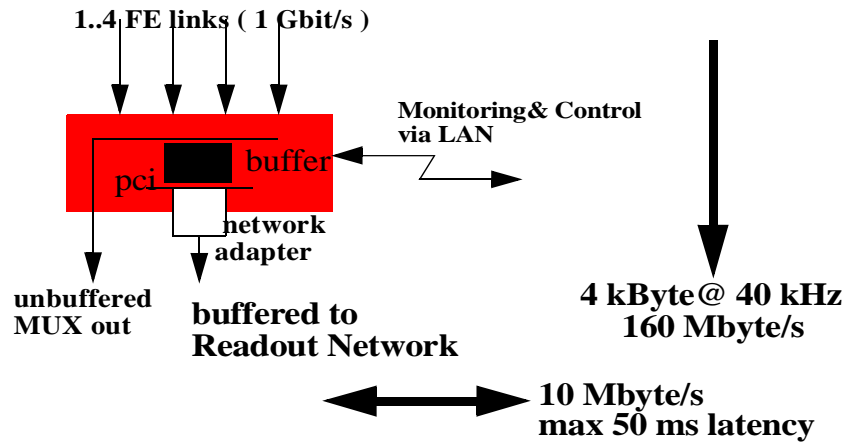 1..4 FE links ( 1 Gbit/s )
Monitoring& Control
via LAN
buffer
pci
network
adapter
unbuffered
MUX out
buffered to
Readout Network
4 kByte@ 40 kHz
160 Mbyte/s
10 Mbyte/s
max 50 ms latency